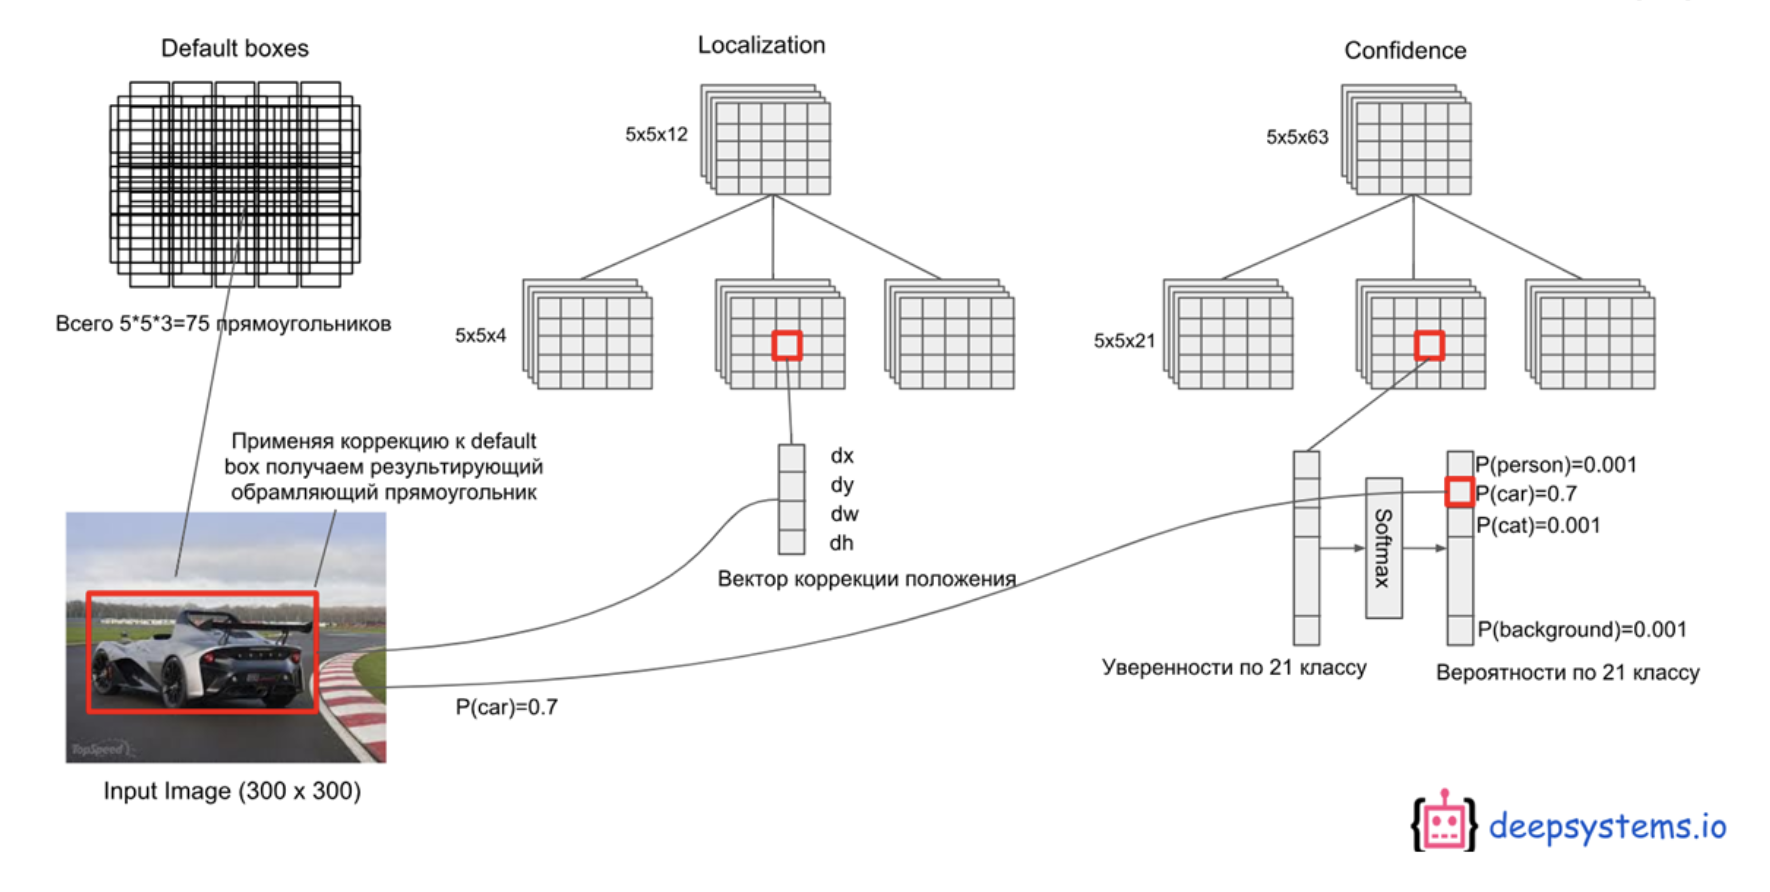 Default boxes
Localization
Confidence
5x5x12
5x5x63
Всего 5*5*3=75 прямоугольников
5x5x4
5x5x21
Применяя коррекцию к default
box получаем результирующий
обрамляющий прямоугольник
dx
dy
dw
dh
Вектор коррекции положения
Softmax
P(person)=0.001
P(car)=0.7
P(cat)=0.001
P(background)=0.001
Уверенности по 21 классу
Вероятности по 21 классу
P(car)=0.7
TopSpeed
Input Image (300 x 300)
deepsystems.io